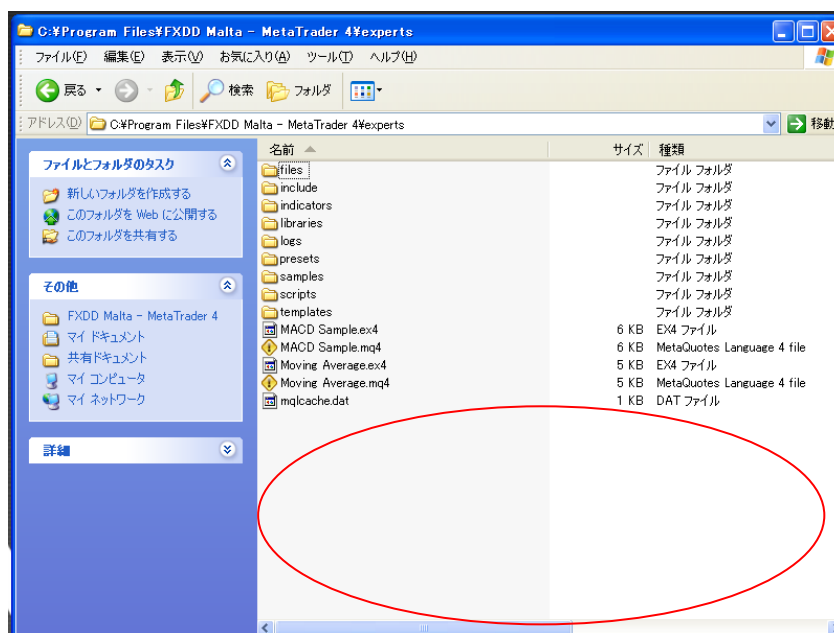 C:¥Program Files¥FXDD Malta - MetaTrader 4¥experts
ファイル(F) 編集(E) 表示(V) お気に入り(A) ツール(T) ヘルプ(H)
戻る 検索 フォルダ
アドレス(D) C:¥Program Files¥FXDD Malta - MetaTrader 4¥experts 移動
ファイルとフォルダのタスク
新しいフォルダを作成する
このフォルダを Web に公開する
このフォルダを共有する
その他
FXDD Malta - MetaTrader 4
マイ ドキュメント
共有ドキュメント
マイ コンピュータ
マイ ネットワーク
詳細
名前 サイズ 種類
files ファイル フォルダ
include ファイル フォルダ
indicators ファイル フォルダ
libraries ファイル フォルダ
logs ファイル フォルダ
presets ファイル フォルダ
samples ファイル フォルダ
scripts ファイル フォルダ
templates ファイル フォルダ
MACD Sample.ex4 6 KB EX4 ファイル
MACD Sample.mq4 6 KB MetaQuotes Language 4 file
Moving Average.ex4 5 KB EX4 ファイル
Moving Average.mq4 5 KB MetaQuotes Language 4 file
mqlcache.dat 1 KB DAT ファイル